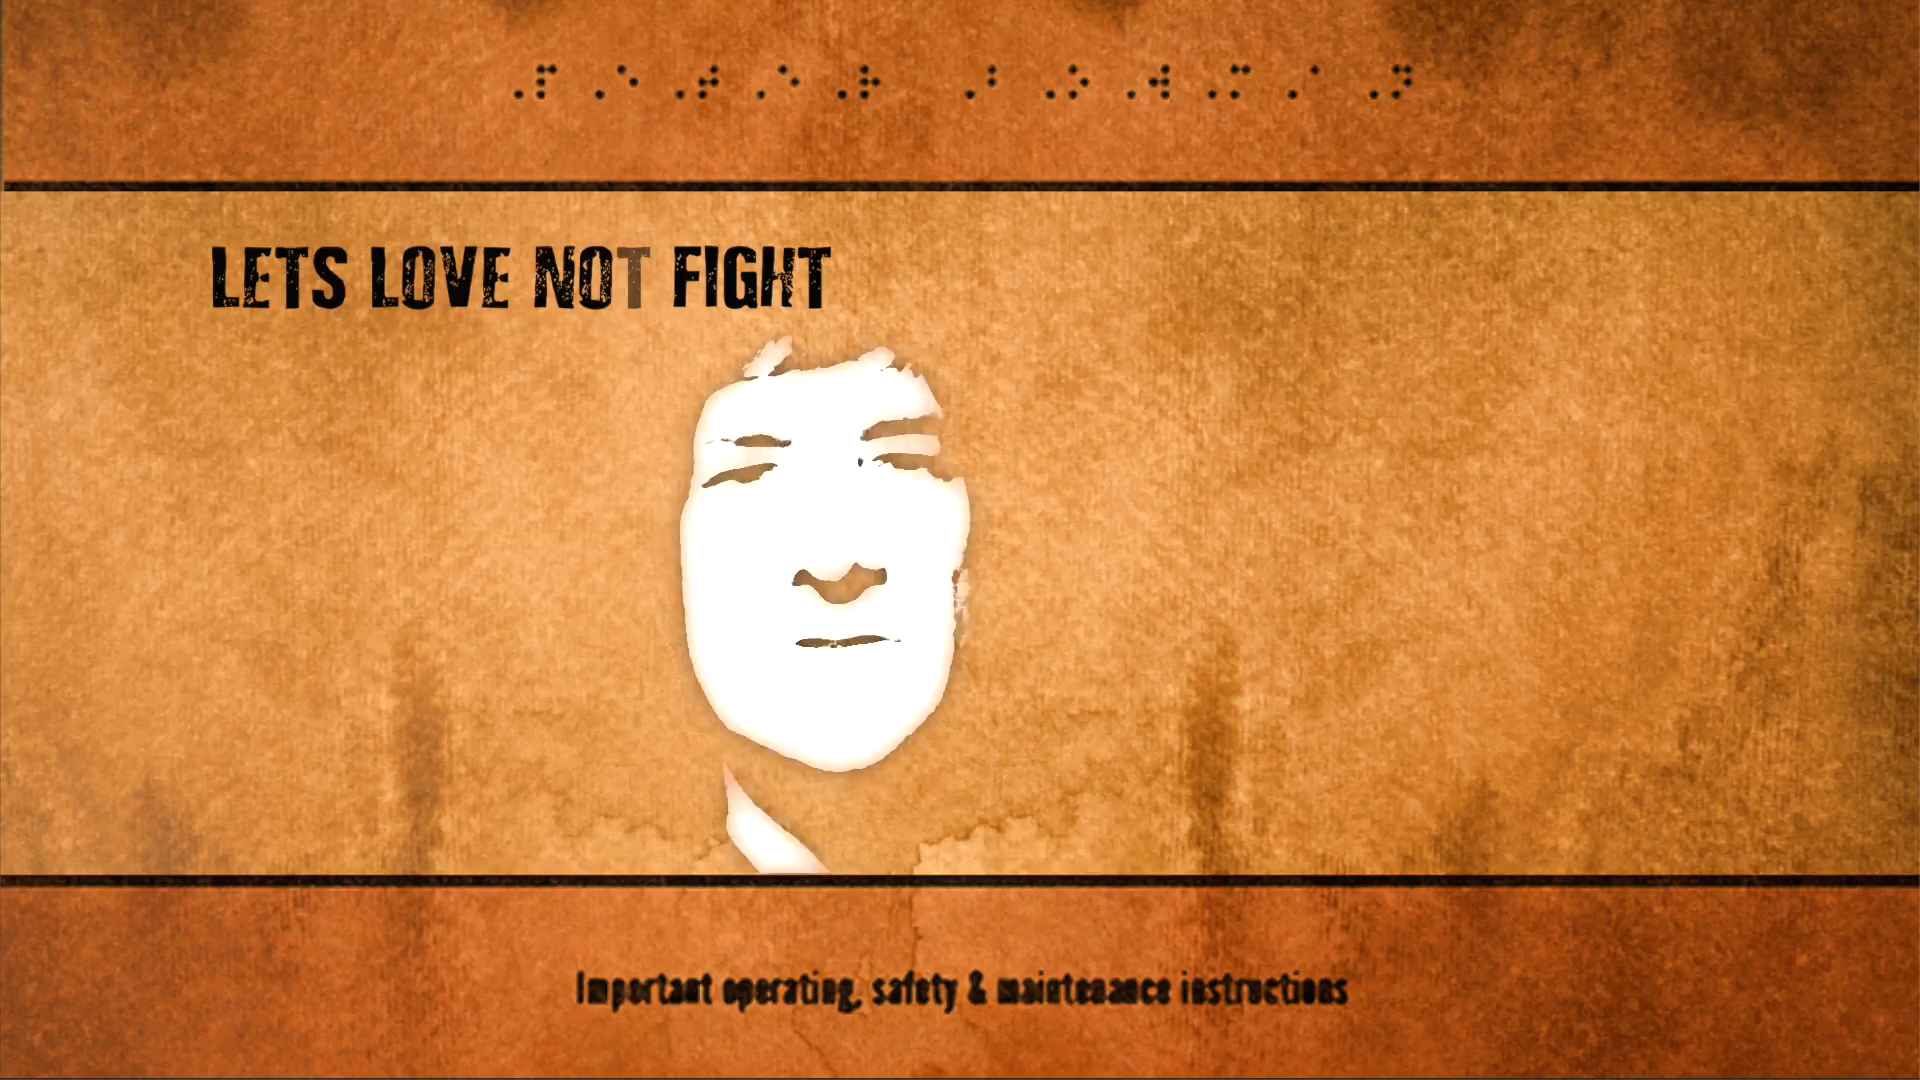 LETS LOVE NOT FIGHT
Important operating, safety & maintenance instructions